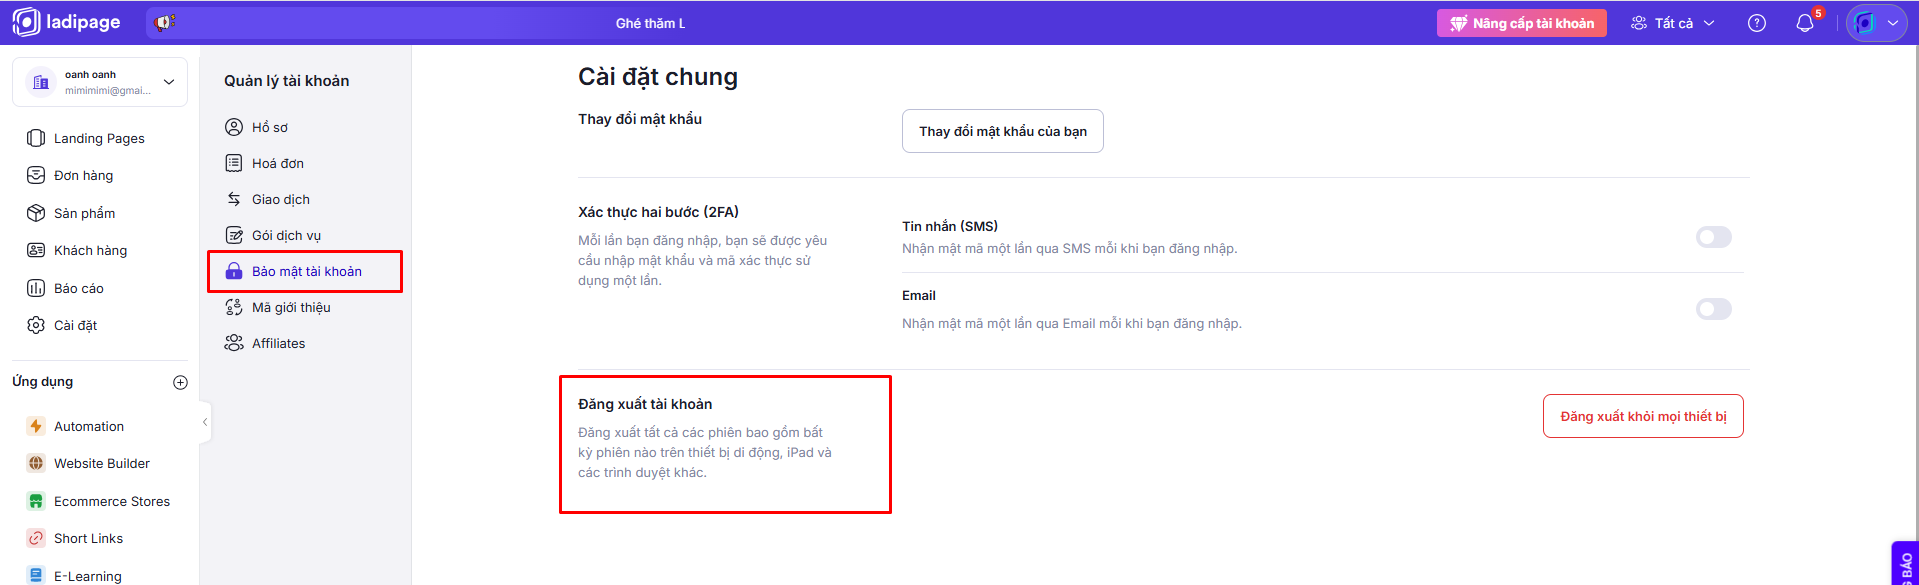 ladipage
Ghé thăm L
Nâng cấp tài khoản
Tất cả
5
oanh oanh
mimimimi@gmai...
Landing Pages
Đơn hàng
Sản phẩm
Khách hàng
Báo cáo
Cài đặt
Ứng dụng
Automation
Website Builder
Ecommerce Stores
Short Links
E-Learning
Quản lý tài khoản
Hồ sơ
Hoá đơn
Giao dịch
Gói dịch vụ
Bảo mật tài khoản
Mã giới thiệu
Affiliates
Cài đặt chung
Thay đổi mật khẩu
Thay đổi mật khẩu của bạn
Xác thực hai bước (2FA)
Mỗi lần bạn đăng nhập, bạn sẽ được yêu
cầu nhập mật khẩu và mã xác thực sử
dụng một lần.
Tin nhắn (SMS)
Nhận mật mã một lần qua SMS mỗi khi bạn đăng nhập.
Email
Nhận mật mã một lần qua Email mỗi khi bạn đăng nhập.
Đăng xuất tài khoản
Đăng xuất tất cả các phiên bao gồm bất
kỳ phiên nào trên thiết bị di động, iPad và
các trình duyệt khác.
Đăng xuất khỏi mọi thiết bị
BÁO